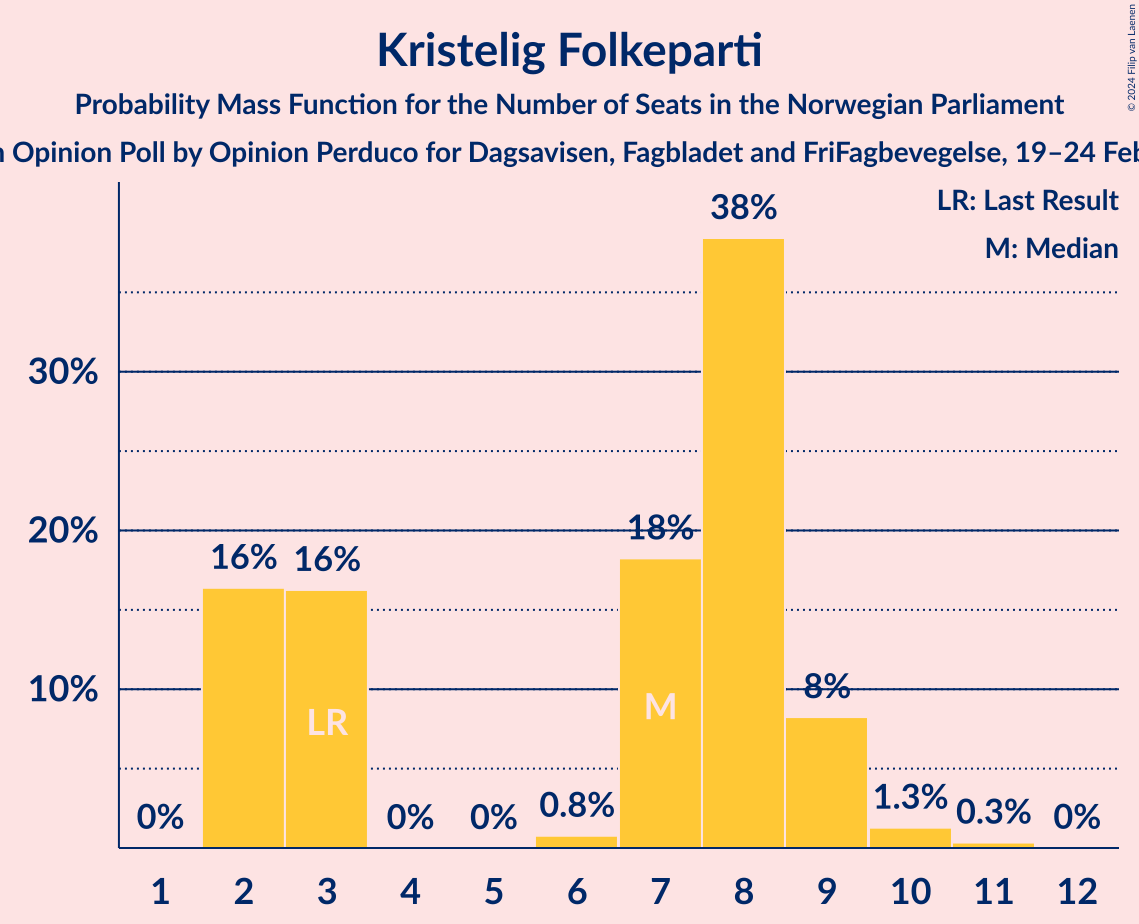 Kristelig Folkeparti
Probability Mass Function for the Number of Seats in the Norwegian Parliament
Opinion Poll by Opinion Perduco for Dagsavisen, Fagbladet and FriFagbevegelse, 19–24
LR: Last Result
M: Median
38%
30%
20%
18%
16% 16%
10%
8%
LR
M
0%
0%
0%
0.8%
1.3%
0.3%
0%
1 2 3 4 5 6 7 8 9 10 11 12
© 2024 Filip van Laenen